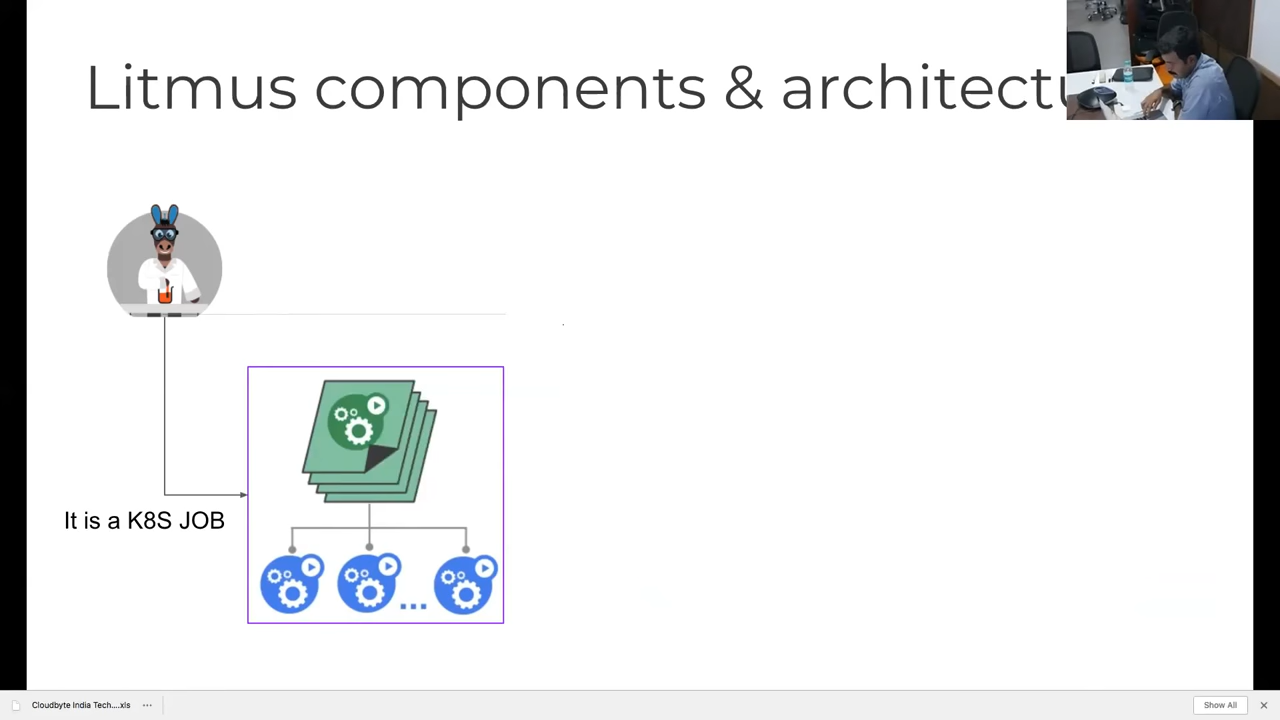 Litmus components & architectu
It is a K8S JOB
Cloudbyte India Tech....xls
Show All